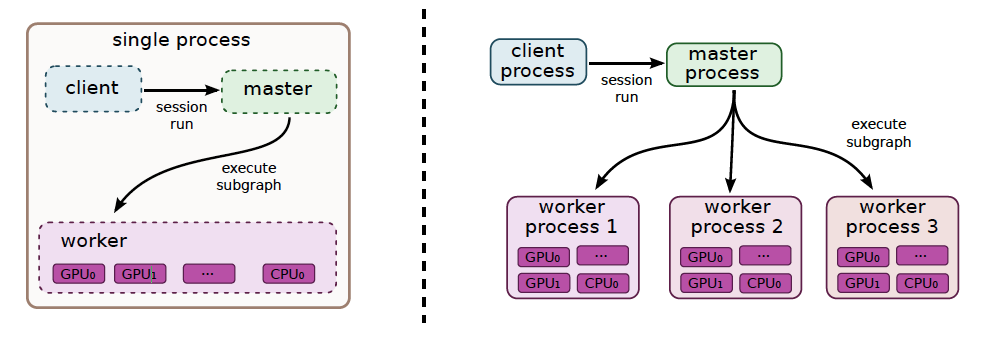 single process
client
master
session
run
execute
subgraph
worker
GPU₀
GPU₁
...
CPU₀
client
process
session
run
master
process
execute
subgraph
worker
process 1
GPU₀
...
GPU₁
CPU₀
worker
process 2
GPU₀
...
GPU₁
CPU₀
worker
process 3
GPU₀
...
GPU₁
CPU₀